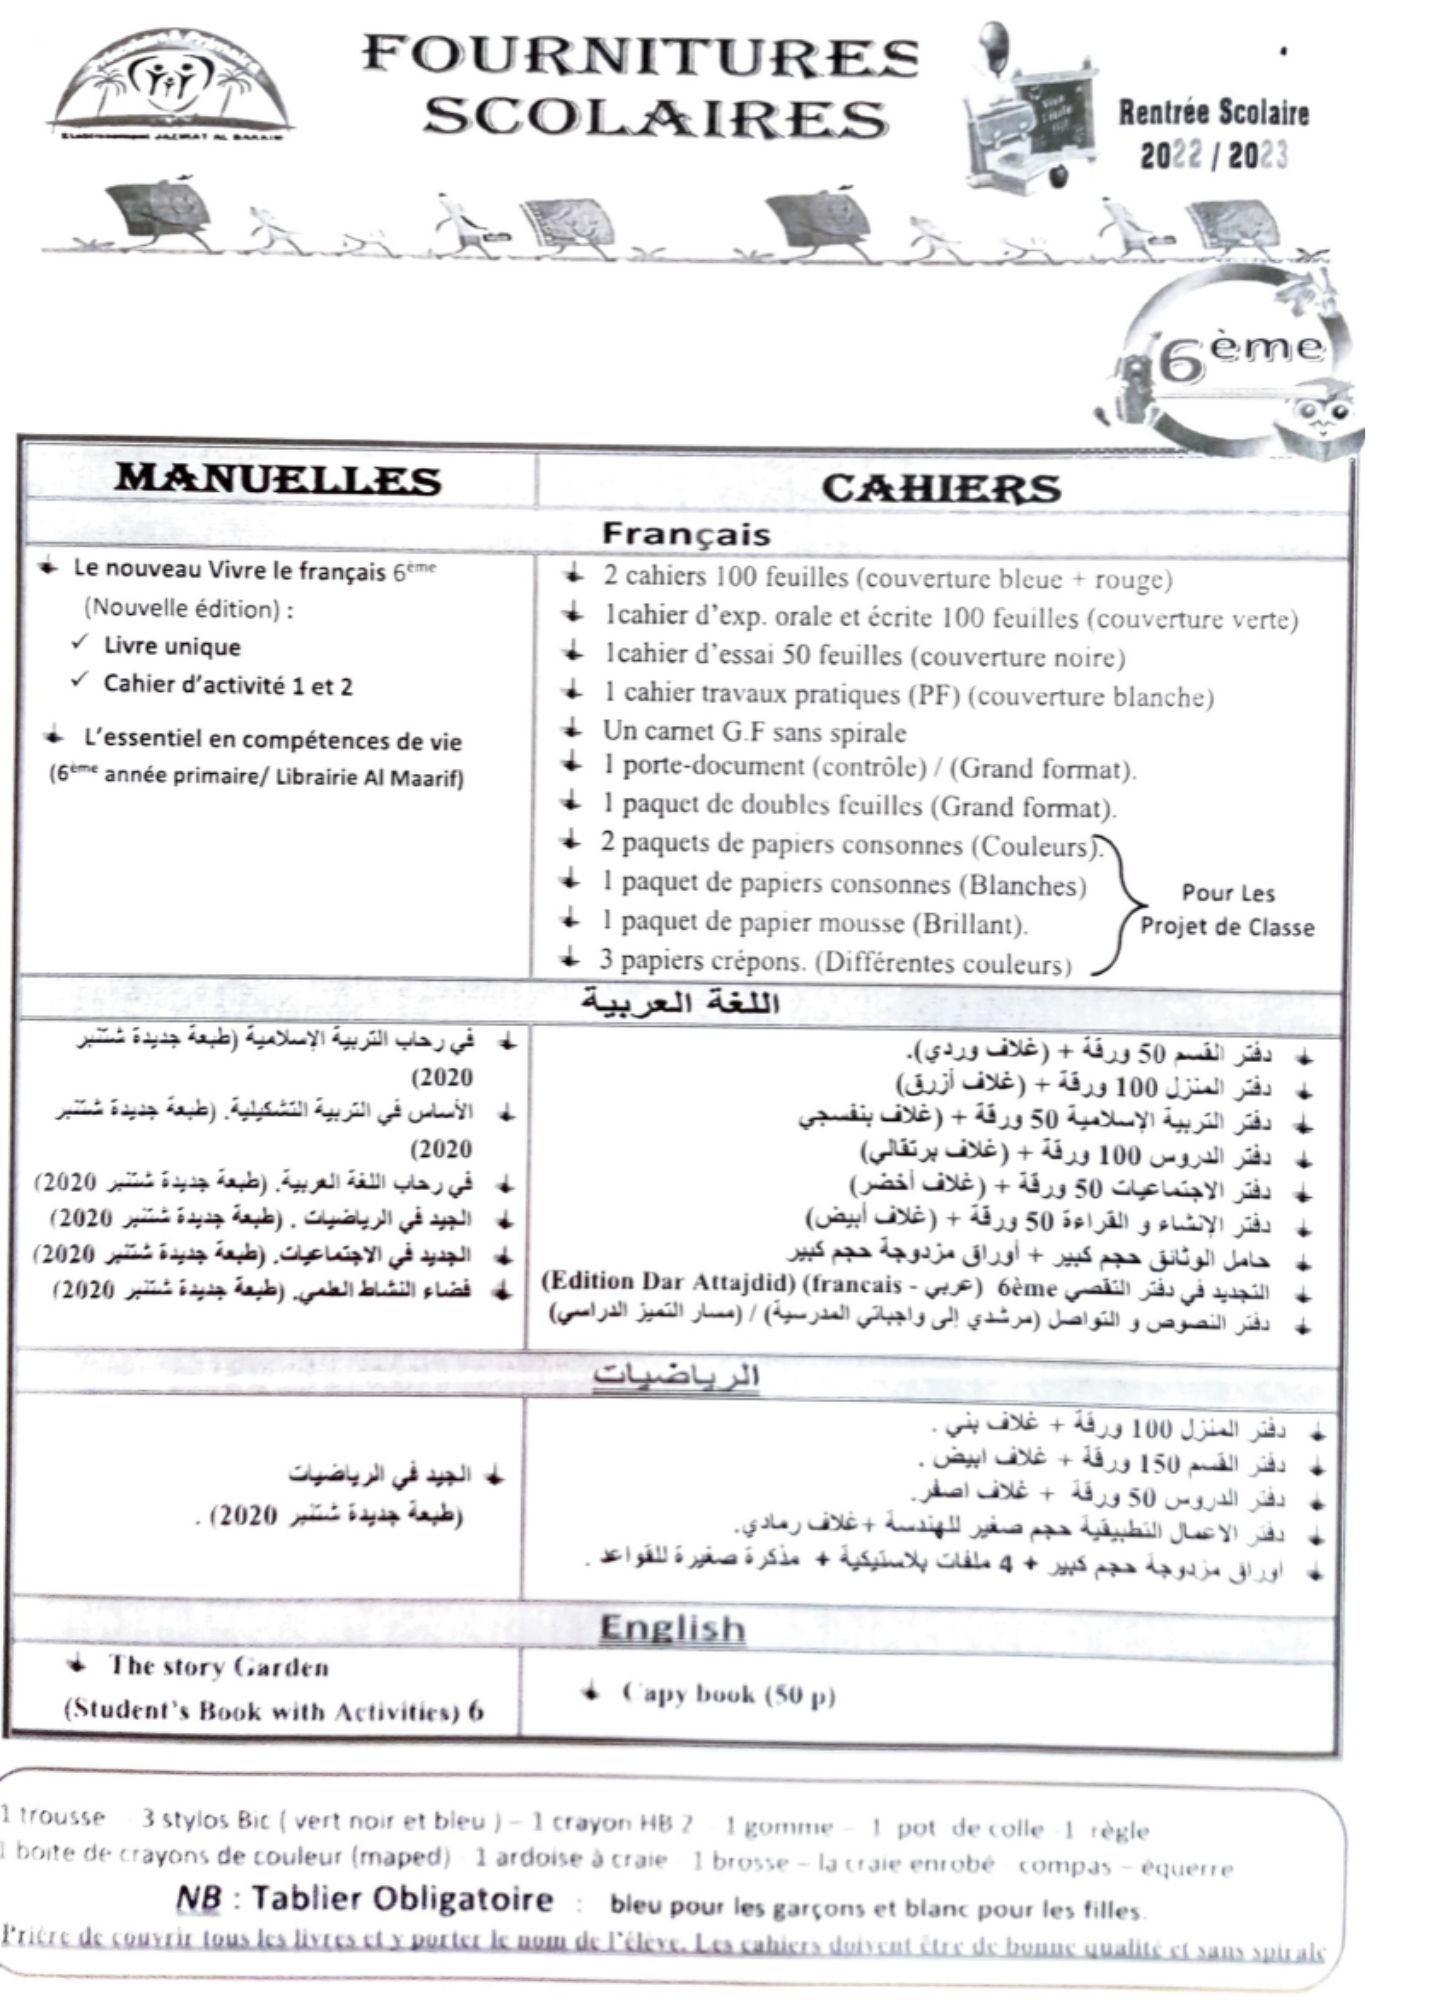 Etablissement JAZIRAT AL BARAIM
FOURNITURES
SCOLAIRES
Rentrée Scolaire
2022 / 2023
6ème
MANUELLES
CAHIERS
Français
Le nouveau Vivre le français 6ème
(Nouvelle édition) :
✓ Livre unique
✓ Cahier d'activité 1 et 2
L'essentiel en compétences de vie
(6ème année primaire/ Librairie Al Maarif)
2 cahiers 100 feuilles (couverture bleue + rouge)
1cahier d'exp. orale et écrite 100 feuilles (couverture verte)
1cahier d'essai 50 feuilles (couverture noire)
1 cahier travaux pratiques (PF) (couverture blanche)
Un carnet G.F sans spirale
1 porte-document (contrôle) / (Grand format).
1 paquet de doubles feuilles (Grand format).
2 paquets de papiers consonnes (Couleurs).
1 paquet de papiers consonnes (Blanches)
1 paquet de papier mousse (Brillant).
3 papiers crépons. (Différentes couleurs)
Pour Les
Projet de Classe
اللغة العربية
في رحاب التربية الإسلامية (طبعة جديدة شتنبر
2020)
الأساس في التربية التشكيلية. (طبعة جديدة شتنبر
2020)
في رحاب اللغة العربية. (طبعة جديدة شتنبر 2020)
الجيد في الرياضيات . (طبعة جديدة شتنبر 2020)
الجديد في الاجتماعيات. (طبعة جديدة شتنبر 2020)
فضاء النشاط العلمي. (طبعة جديدة شتنبر 2020)
دفتر القسم 50 ورقة + (غلاف وردي).
دفتر المنزل 100 ورقة + (غلاف أزرق)
دفتر التربية الإسلامية 50 ورقة + (غلاف بنفسجي
دفتر الدروس 100 ورقة + (غلاف برتقالي)
دفتر الاجتماعيات 50 ورقة + (غلاف أخضر)
دفتر الإنشاء و القراءة 50 ورقة + (غلاف أبيض)
حامل الوثائق حجم كبير + أوراق مزدوجة حجم كبير
التجديد في دفتر التقصي 6ème (عربي - francais) (Edition Dar Attajdid)
دفتر النصوص و التواصل (مرشدي إلى واجباتي المدرسية) / (مسار التميز الدراسي)
الرياضيات
الجيد في الرياضيات
(طبعة جديدة شتنبر 2020) .
دفتر المنزل 100 ورقة + غلاف بني .
دفتر القسم 150 ورقة + غلاف ابيض .
دفتر الدروس 50 ورقة + غلاف اصفر.
دفتر الاعمال التطبيقية حجم صغير للهندسة +غلاف رمادي.
اوراق مزدوجة حجم كبير + 4 ملفات بلاستيكية + مذكرة صغيرة للقواعد .
English
The story Garden
(Student's Book with Activities) 6
Capy book (50 p)
1 trousse - 3 stylos Bic ( vert noir et bleu ) – 1 crayon HB 2 - 1 gomme – 1 pot de colle -1 règle
1 boite de crayons de couleur (maped) - 1 ardoise à craie - 1 brosse – la craie enrobé - compas – équerre
NB : Tablier Obligatoire : bleu pour les garçons et blanc pour les filles.
Prière de couvrir tous les livres et y porter le nom de l'élève. Les cahiers doivent être de bonne qualité et sans spirale